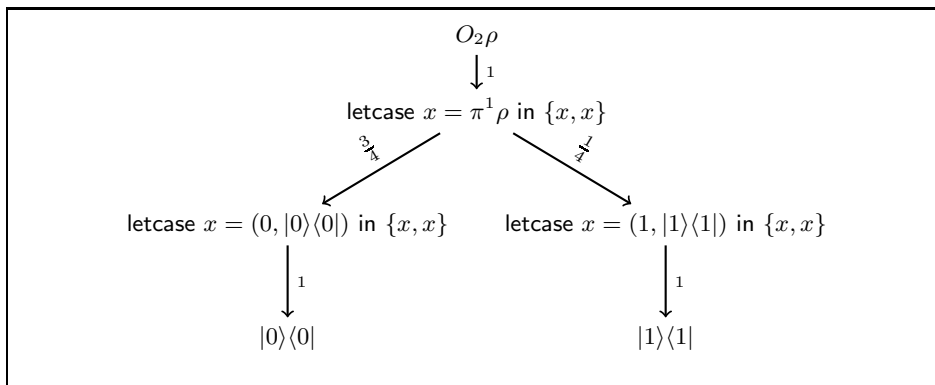 O₂ρ
1
letcase x = π¹ρ in {x, x}
3/4 1/4
letcase x = (0, |0⟩⟨0|) in {x, x} letcase x = (1, |1⟩⟨1|) in {x, x}
1 1
|0⟩⟨0| |1⟩⟨1|